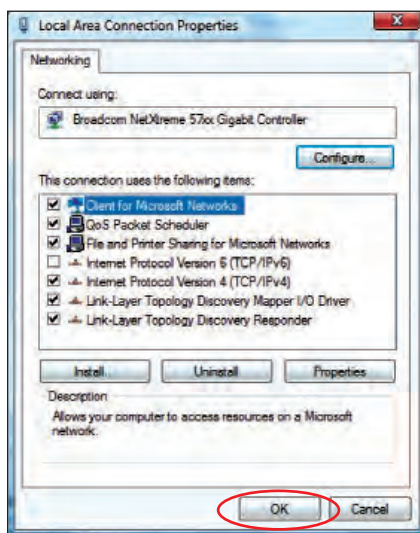 Local Area Connection Properties
Networking
Connect using:
Broadcom NetXtreme 57xx Gigabit Controller
Configure...
This connection uses the following items:
Client for Microsoft Networks
QoS Packet Scheduler
File and Printer Sharing for Microsoft Networks
Internet Protocol Version 6 (TCP/IPv6)
Internet Protocol Version 4 (TCP/IPv4)
Link-Layer Topology Discovery Mapper I/O Driver
Link-Layer Topology Discovery Responder
Install... Uninstall Properties
Description
Allows your computer to access resources on a Microsoft
network.
OK Cancel